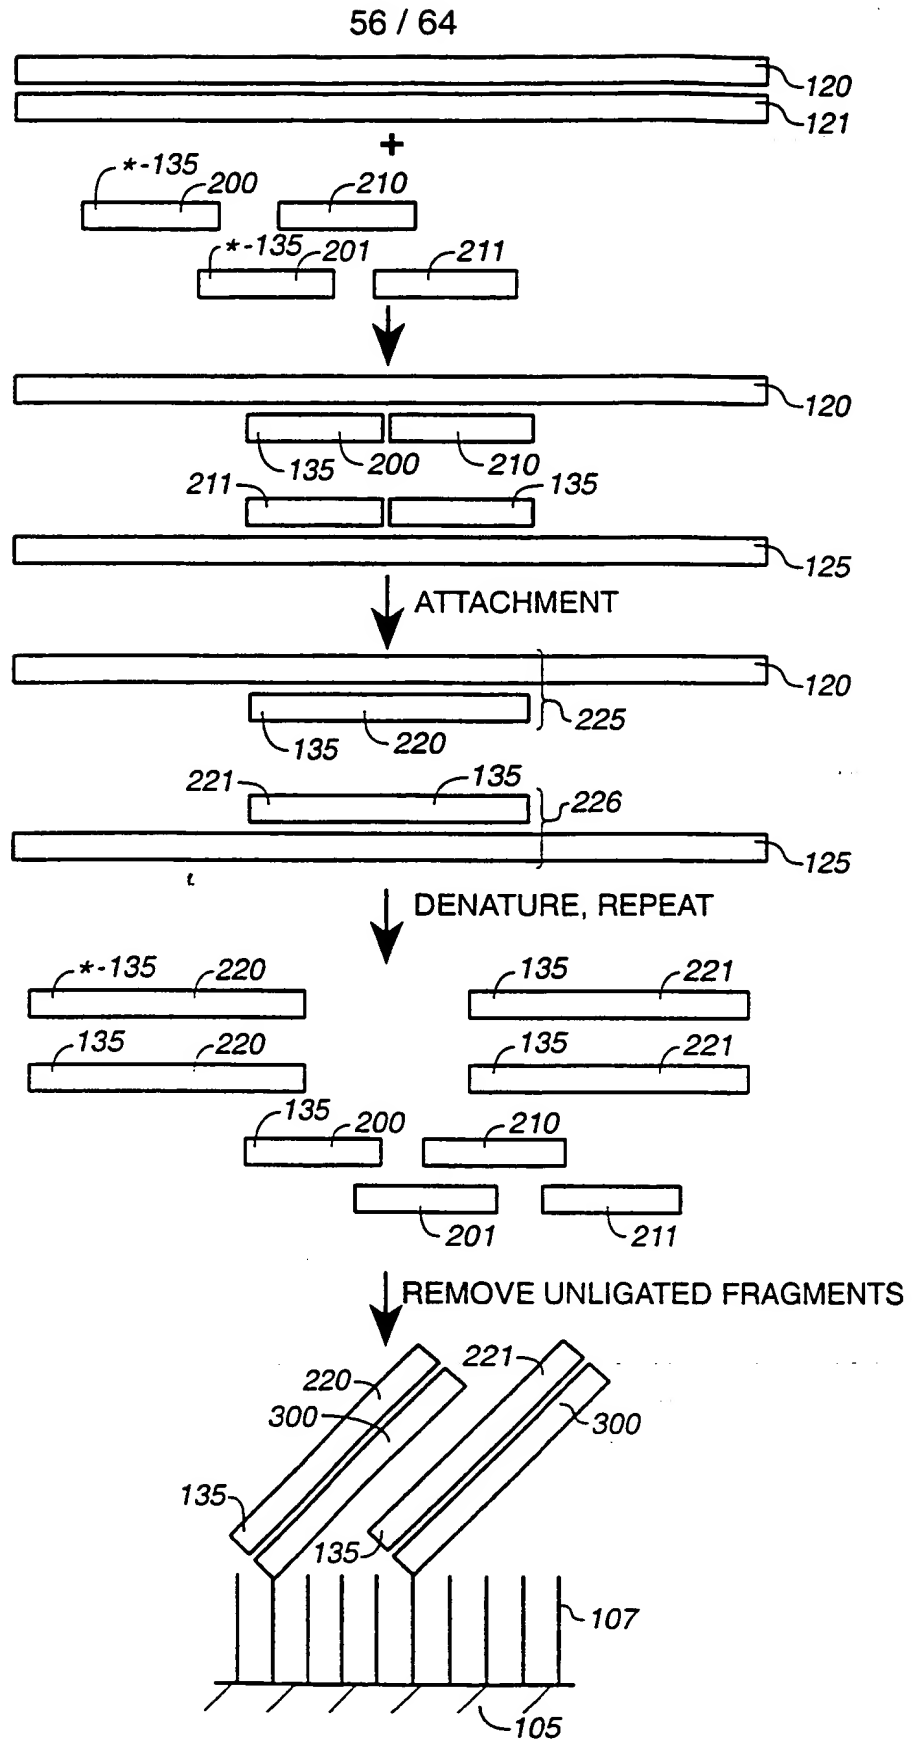 56 / 64
120
121
+
*-135 200 210
*-135 201 211
120
135 200 210
211 135
125
ATTACHMENT
120
225
135 220
221 135
226
125
DENATURE, REPEAT
*-135 220 135 221
135 220 135 221
135 200 210
201 211
REMOVE UNLIGATED FRAGMENTS
220 221
300 300
135 135
107
105